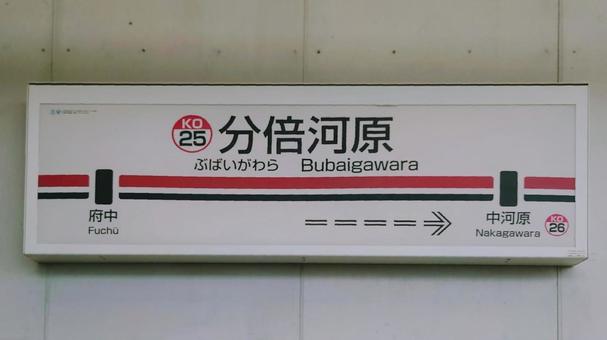 KO
25
分倍河原
ぶばいがわら Bubaigawara
府中
Fuchū
中河原
Nakagawara
KO
26